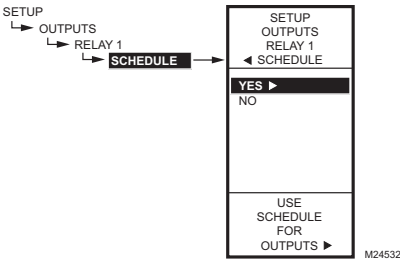 SETUP
OUTPUTS
RELAY 1
SCHEDULE
SETUP
OUTPUTS
RELAY 1
◀ SCHEDULE
YES ▶
NO
USE
SCHEDULE
FOR
OUTPUTS ▶
M24532